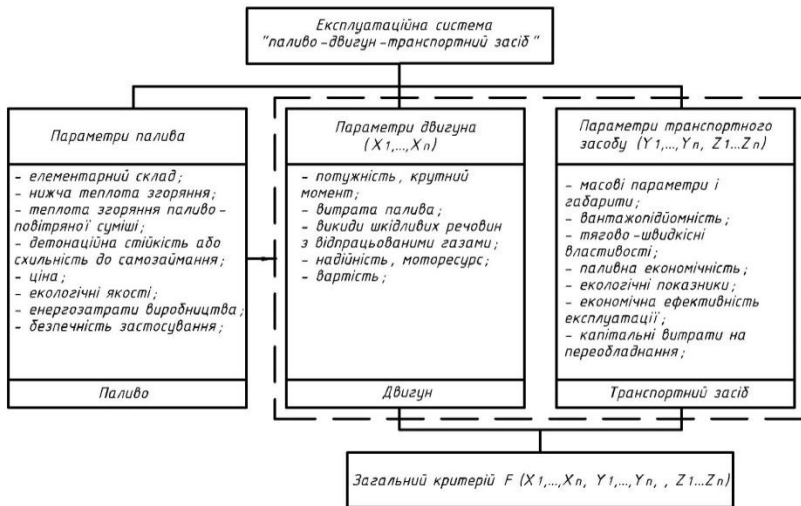 Експлуатаційна система
"паливо-двигун-транспортний засіб"
Параметри палива
- елементарний склад;
- нижча теплота згоряння;
- теплота згоряння паливо-
повітряної суміші;
- детонаційна стійкість або
схильність до самозаймання;
- ціна;
- екологічні якості;
- енергозатрати виробництва;
- безпечність застосування;
Паливо
Параметри двигуна
(X1,...,Xn)
- потужність, крутний
момент;
- витрата палива;
- викиди шкідливих речовин
з відпрацьованими газами;
- надійність, моторесурс;
- вартість;
Двигун
Параметри транспортного
засобу (Y1,...,Yn, Z1...Zn)
- масові параметри і
габарити;
- вантажопідйомність;
- тягово-швидкісні
властивості;
- паливна економічність;
- екологічні показники;
- економічна ефективність
експлуатації;
- капітальні витрати на
переобладнання;
Транспортний засіб
Загальний критерій F (X1,...,Xn, Y1,...,Yn, , Z1...Zn)